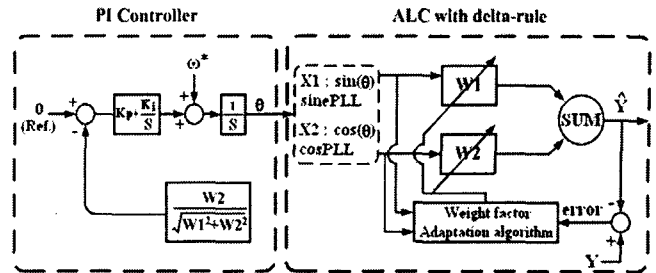 PI Controller
ALC with delta-rule
ω*
0
(Ref.)
+
-
Kp+ Ki/S
+
+
1/S
θ
W2/√W1²+W2²
X1 : sin(θ)
sinePLL
X2 : cos(θ)
cosPLL
W1
W2
SUM
Ŷ
Weight factor
Adaptation algorithm
error
-
+
Y